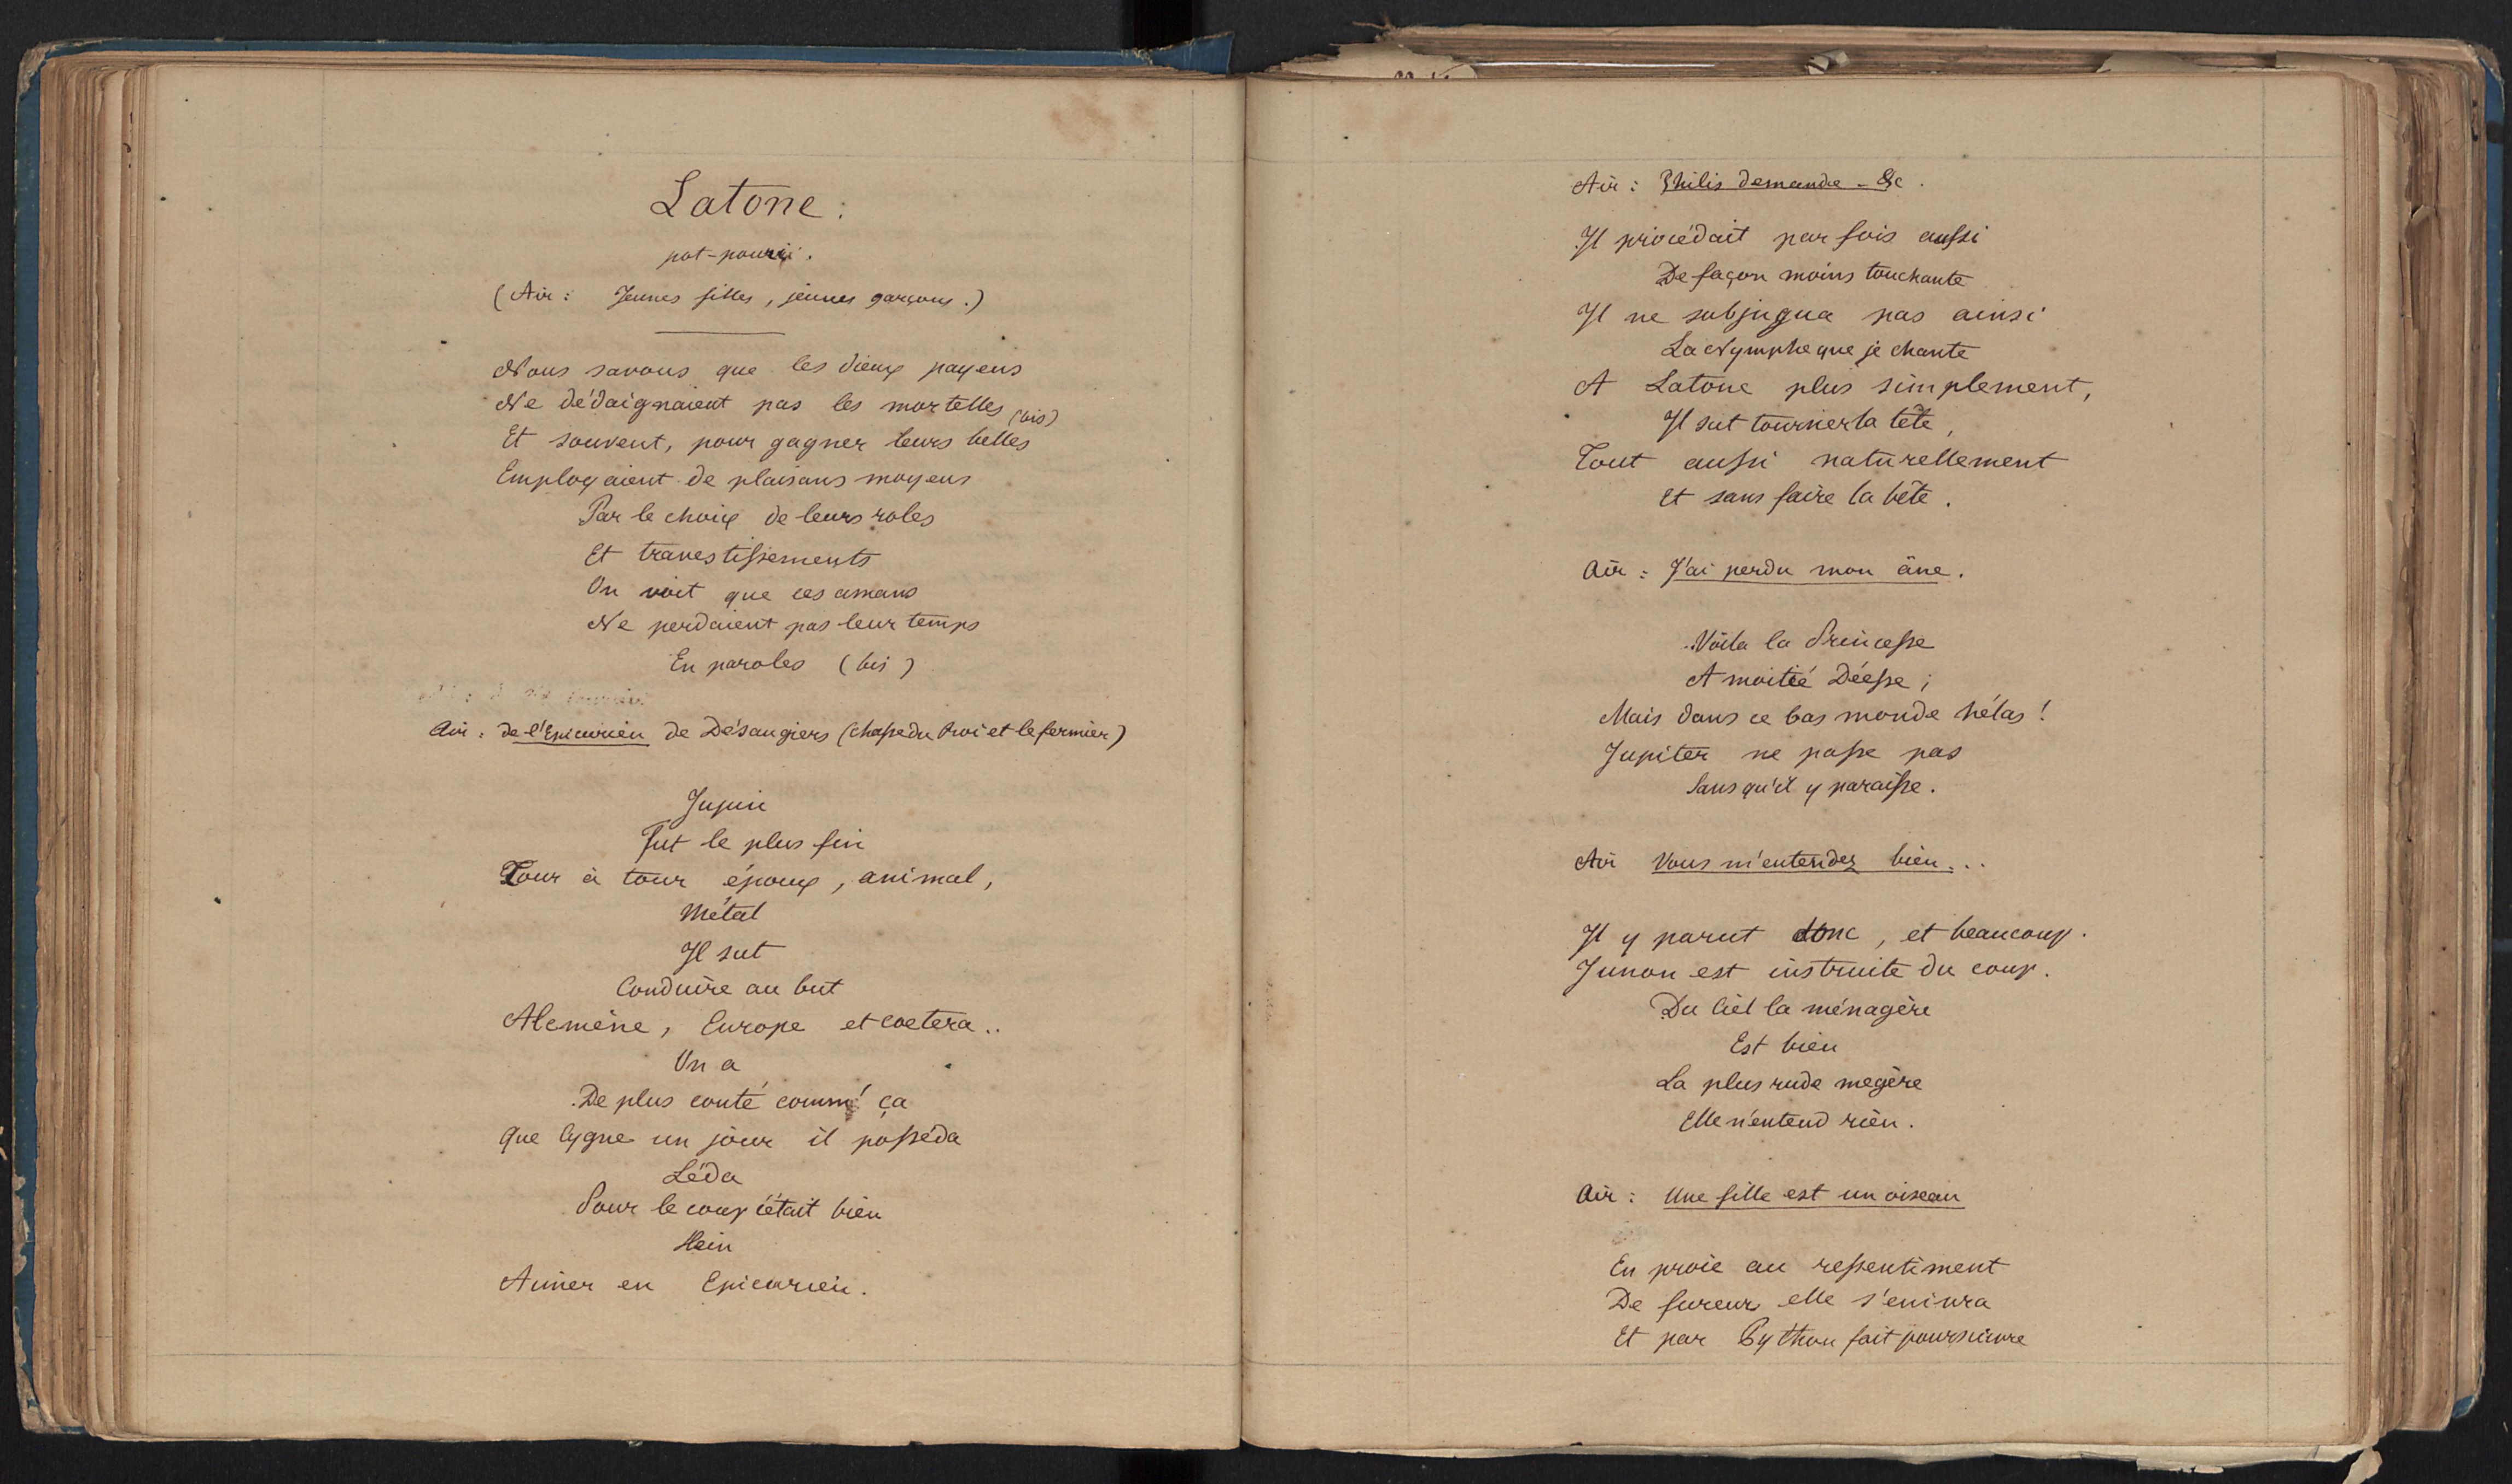 Latone :
pot-pourri.
(Air : Jeunes filles, jeunes garçons.)
Nous savons que les dieux payens
Ne dédaignaient pas les mortelles (bis)
Et souvent, pour gagner leurs belles
Employaient de plaisans moyens
Par le choix de leurs roles
Et travestissements
On voit que ces amans
Ne perdaient pas leur temps
En paroles (bis)
Air : de l'Epicurien de Désaugiers (Chasse du Roi et le fermier)
Jupin
Fut le plus fin
Tour à tour époux, animal,
Métal
Il sut
Conduire au but
Alcmène, Europe et coetera..
On a
De plus conté comm' ça
Que Cygne un jour il posséda
Léda
Pour le coup c'était bien
Hein
Aimer en Epicurien.
Air : Philis demande - &c.
Il procédait parfois aussi
De façon moins touchante
Il ne subjugua pas ainsi
La Nymphe que je chante
A Latone plus simplement,
Il sut tourner la tête,
Tout aussi naturellement
Et sans faire la bête.
Air : J'ai perdu mon âne.
Voila la Princesse
A moitié Déesse ;
Mais dans ce bas monde hélas !
Jupiter ne passe pas
Sans qu'il y paraisse.
Air Vous m'entendez bien...
Il y parut donc, et beaucoup.
Junon est instruite du coup.
Du Ciel la ménagère
Est bien
La plus rude megère
Elle n'entend rien.
Air : Une fille est un oiseau
En proie au ressentiment
De fureur elle s'enivra
Et par Python fait poursuivre